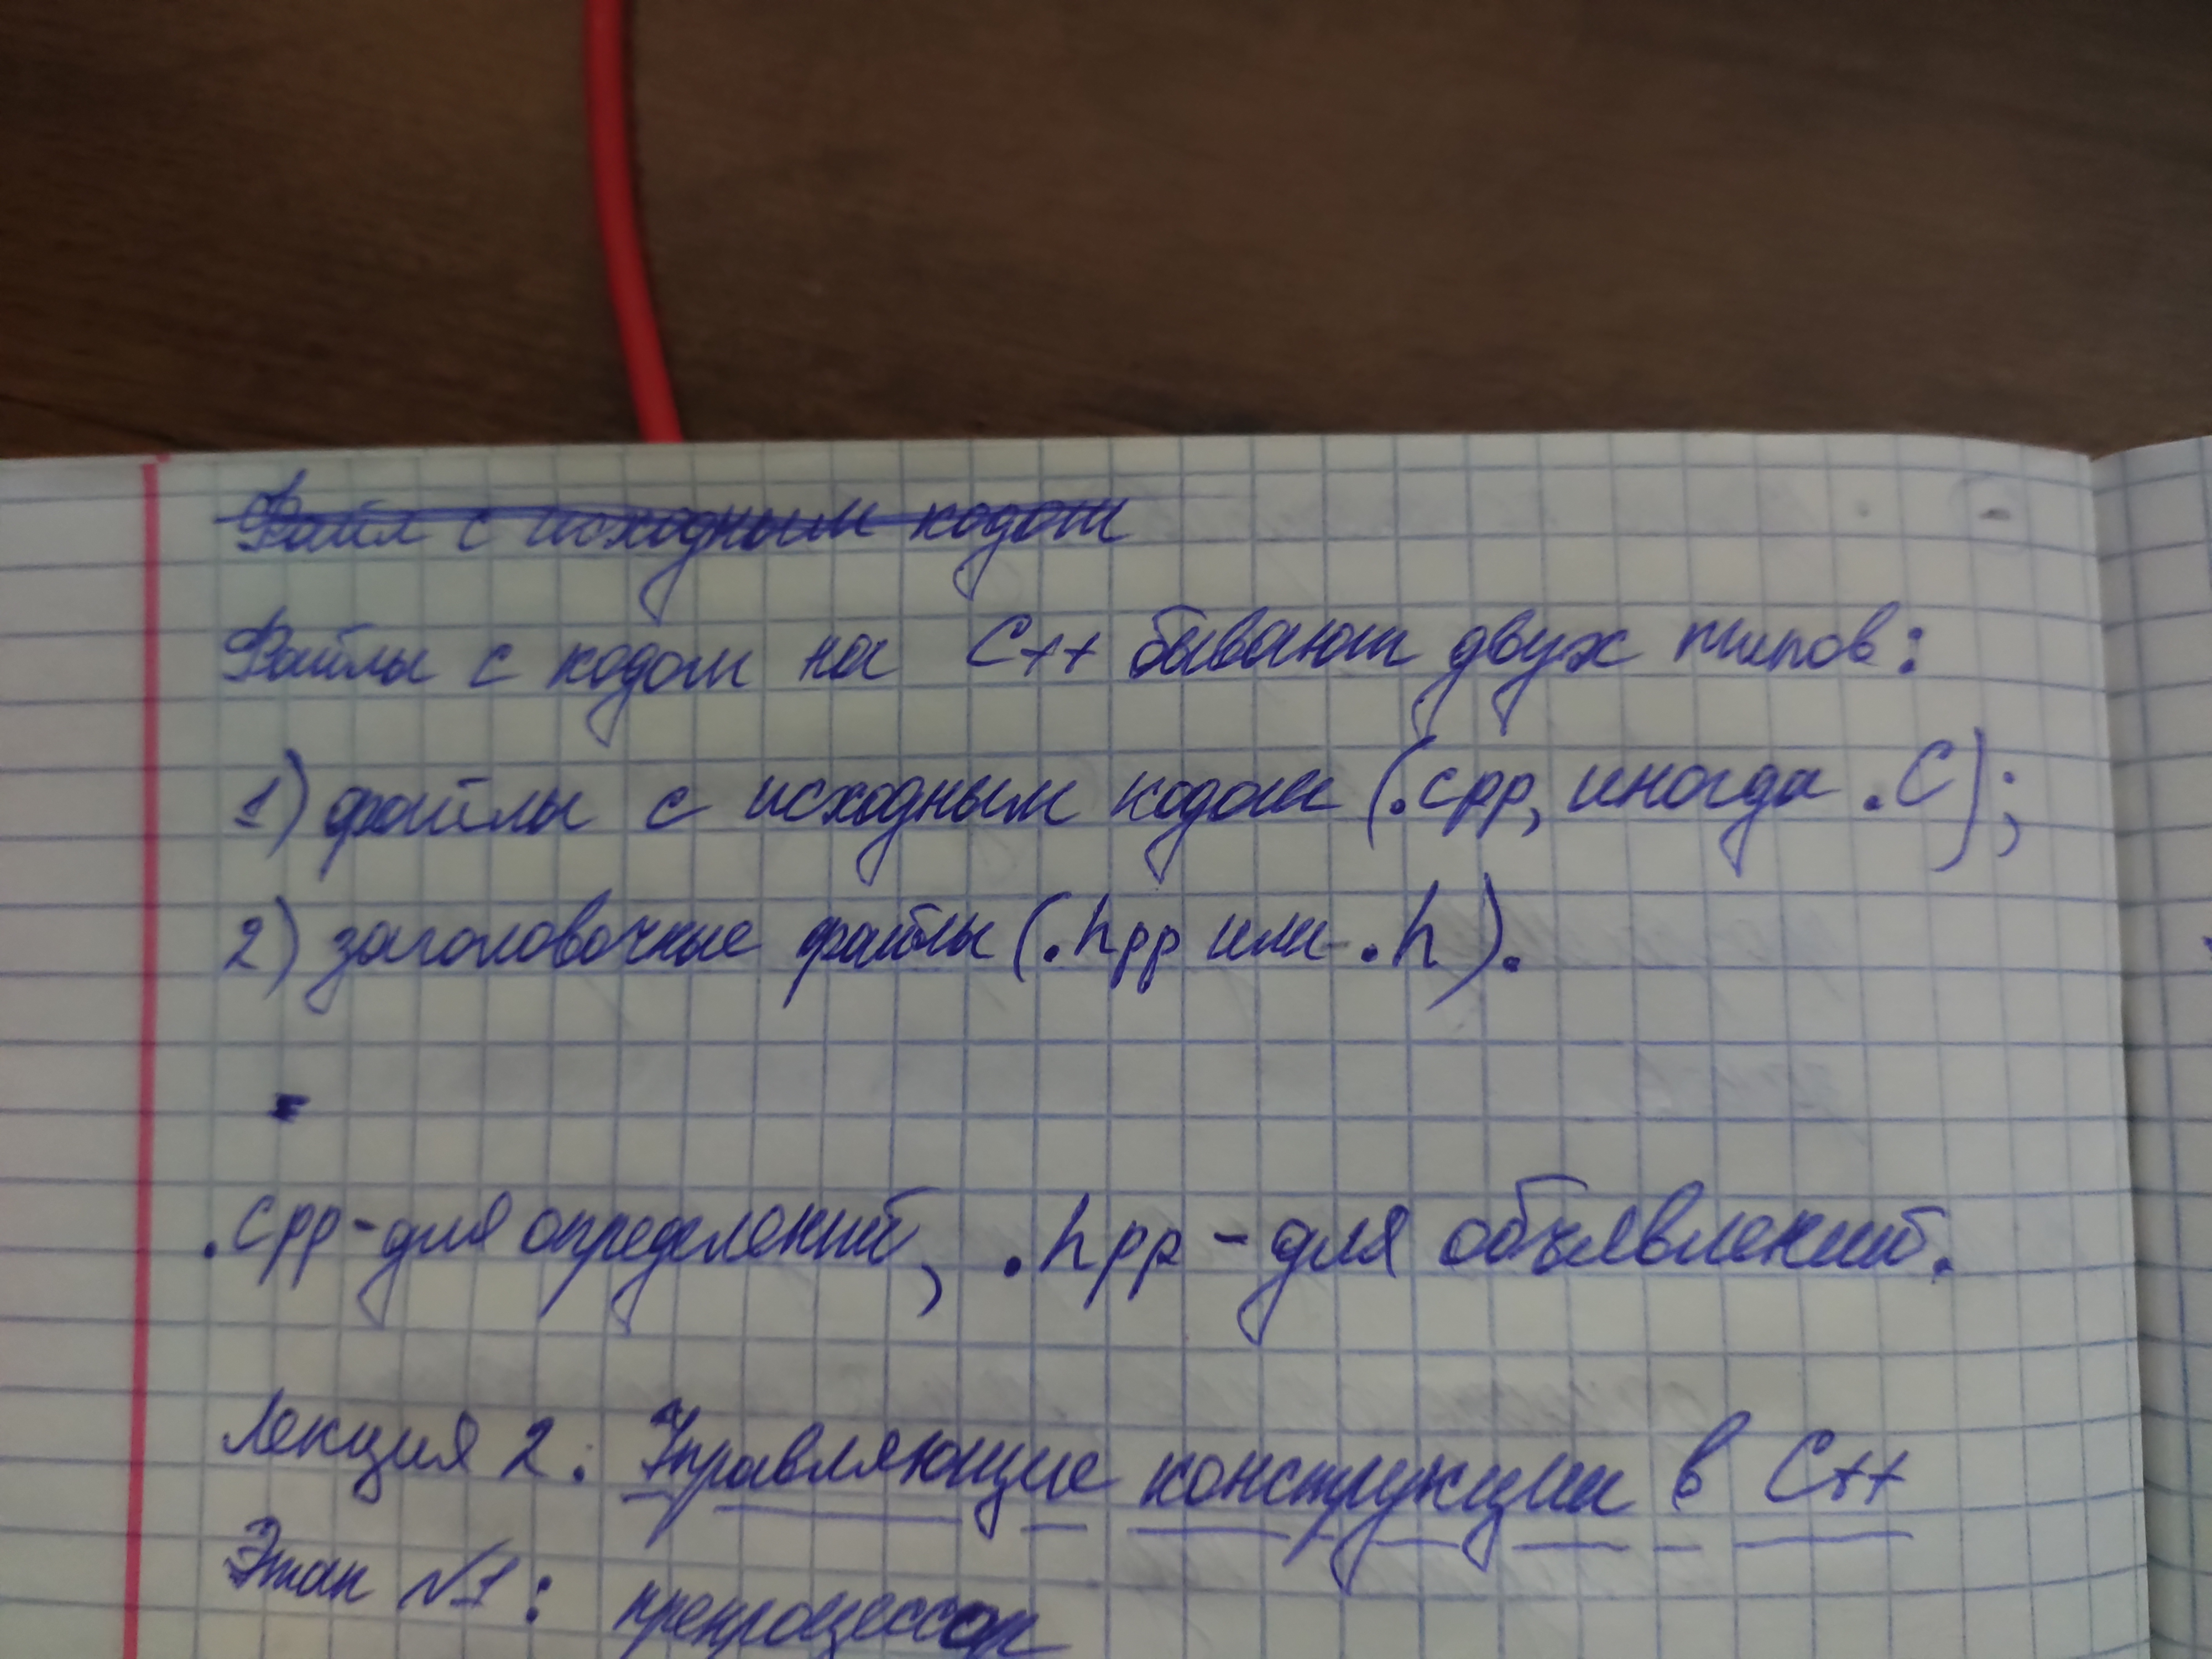 Файл с исходным кодом
Файлы с кодом на C++ бывают двух типов:
1) файлы с исходным кодом (.cpp, иногда .C);
2) заголовочные файлы (.hpp или .h).
.cpp - для определений, .hpp - для объявлений.
Лекция 2: Управляющие конструкции в C++
Этап №1: препроцессор